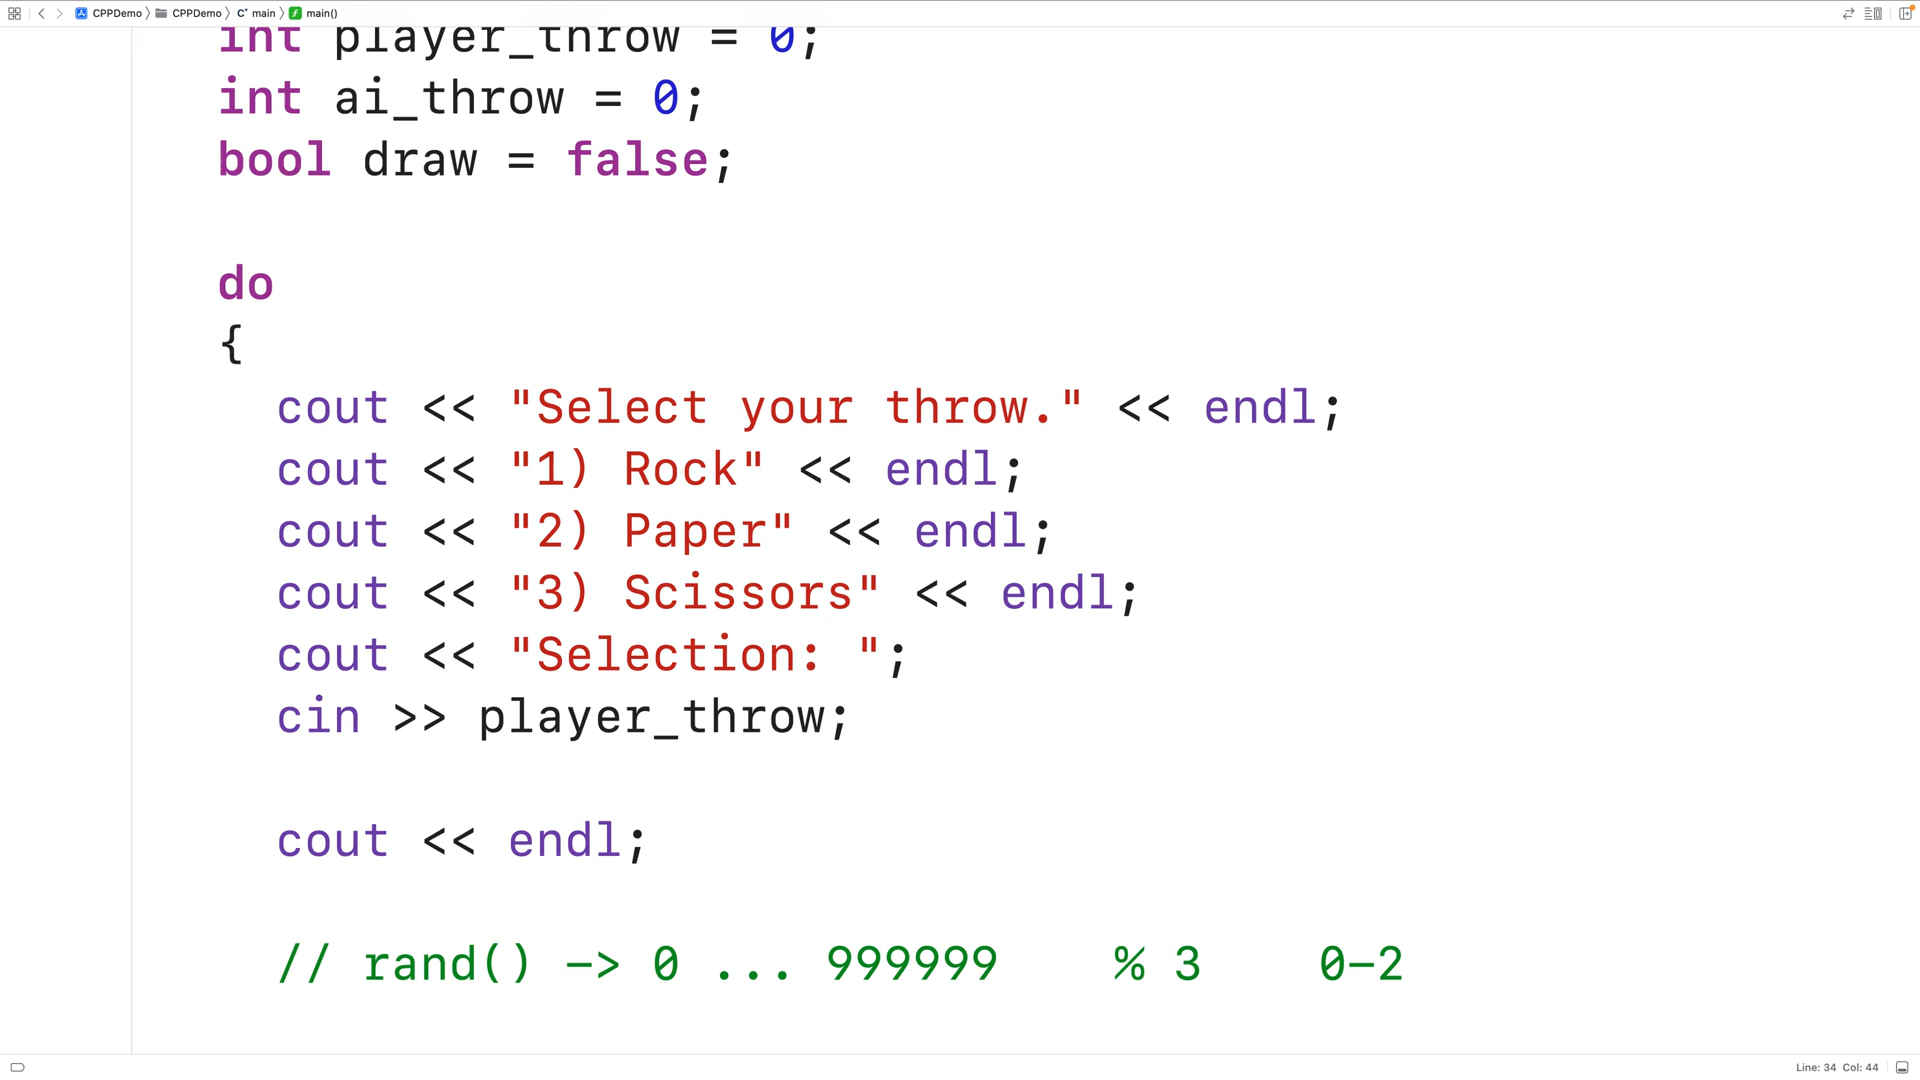 CPPDemo CPPDemo C+ main f main()
int player_throw = 0;
int ai_throw = 0;
bool draw = false;
do
{
cout << "Select your throw." << endl;
cout << "1) Rock" << endl;
cout << "2) Paper" << endl;
cout << "3) Scissors" << endl;
cout << "Selection: ";
cin >> player_throw;
cout << endl;
// rand() -> 0 ... 999999 % 3 0-2
Line: 34 Col: 44